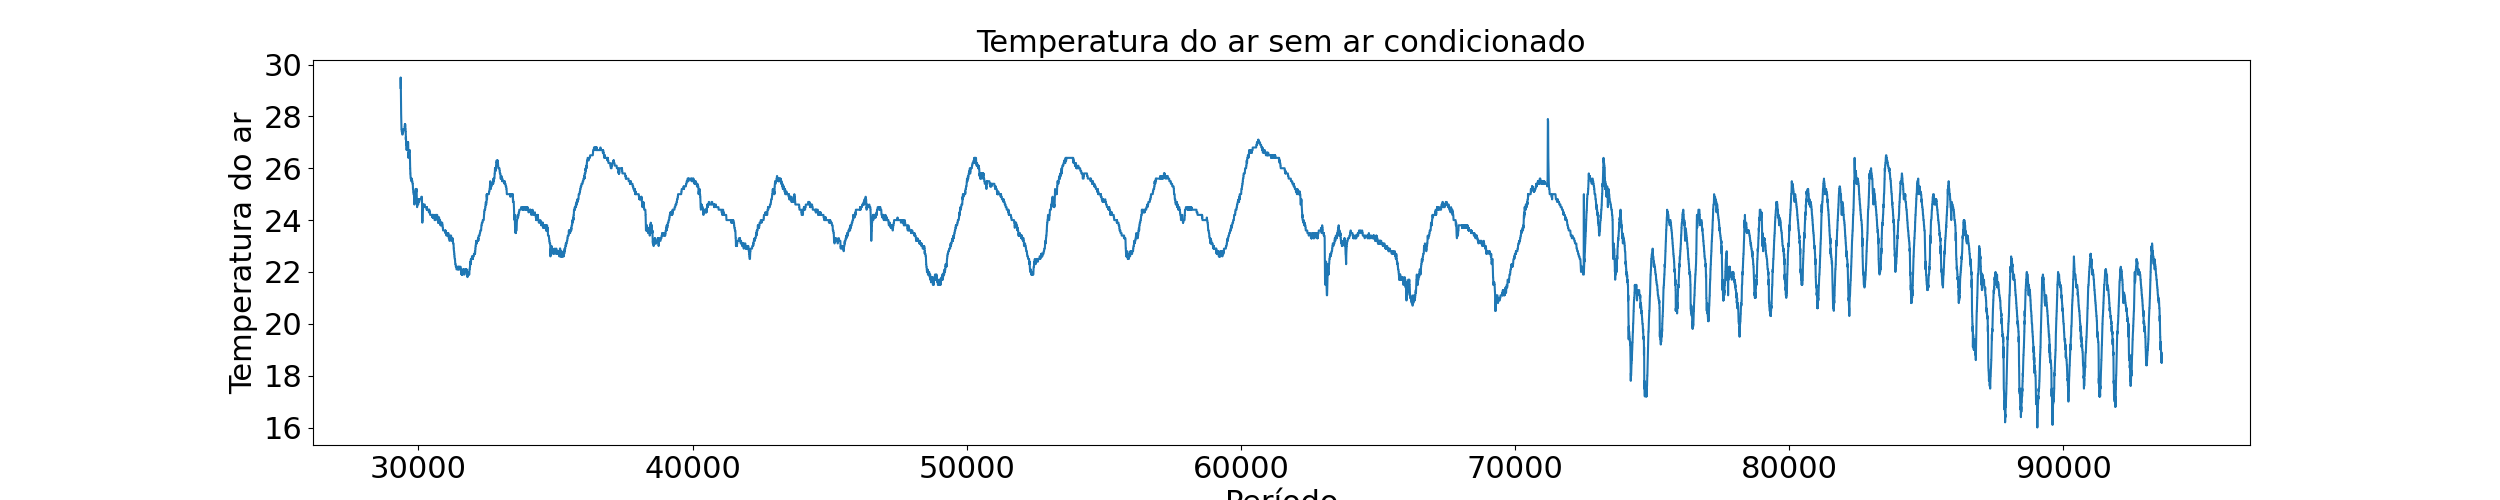 Temperatura do ar sem ar condicionado
Temperatura do ar
30
28
26
24
22
20
18
16
30000 40000 50000 60000 70000 80000 90000
Período